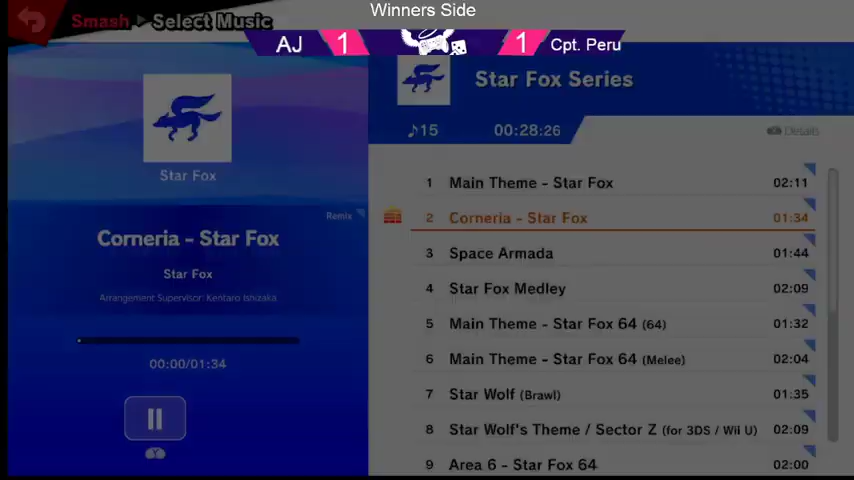 Winners Side
Smash Select Music
AJ 1 1 Cpt. Peru
Star Fox Series
♪15 00:28:26
Details
Star Fox
Remix
Corneria - Star Fox
Star Fox
Arrangement Supervisor: Kentaro Ishizaka
00:00/01:34
Y
1 Main Theme - Star Fox 02:11
2 Corneria - Star Fox 01:34
3 Space Armada 01:44
4 Star Fox Medley 02:09
5 Main Theme - Star Fox 64 (64) 01:32
6 Main Theme - Star Fox 64 (Melee) 02:04
7 Star Wolf (Brawl) 01:35
8 Star Wolf's Theme / Sector Z (for 3DS / Wii U) 02:09
9 Area 6 - Star Fox 64 02:00